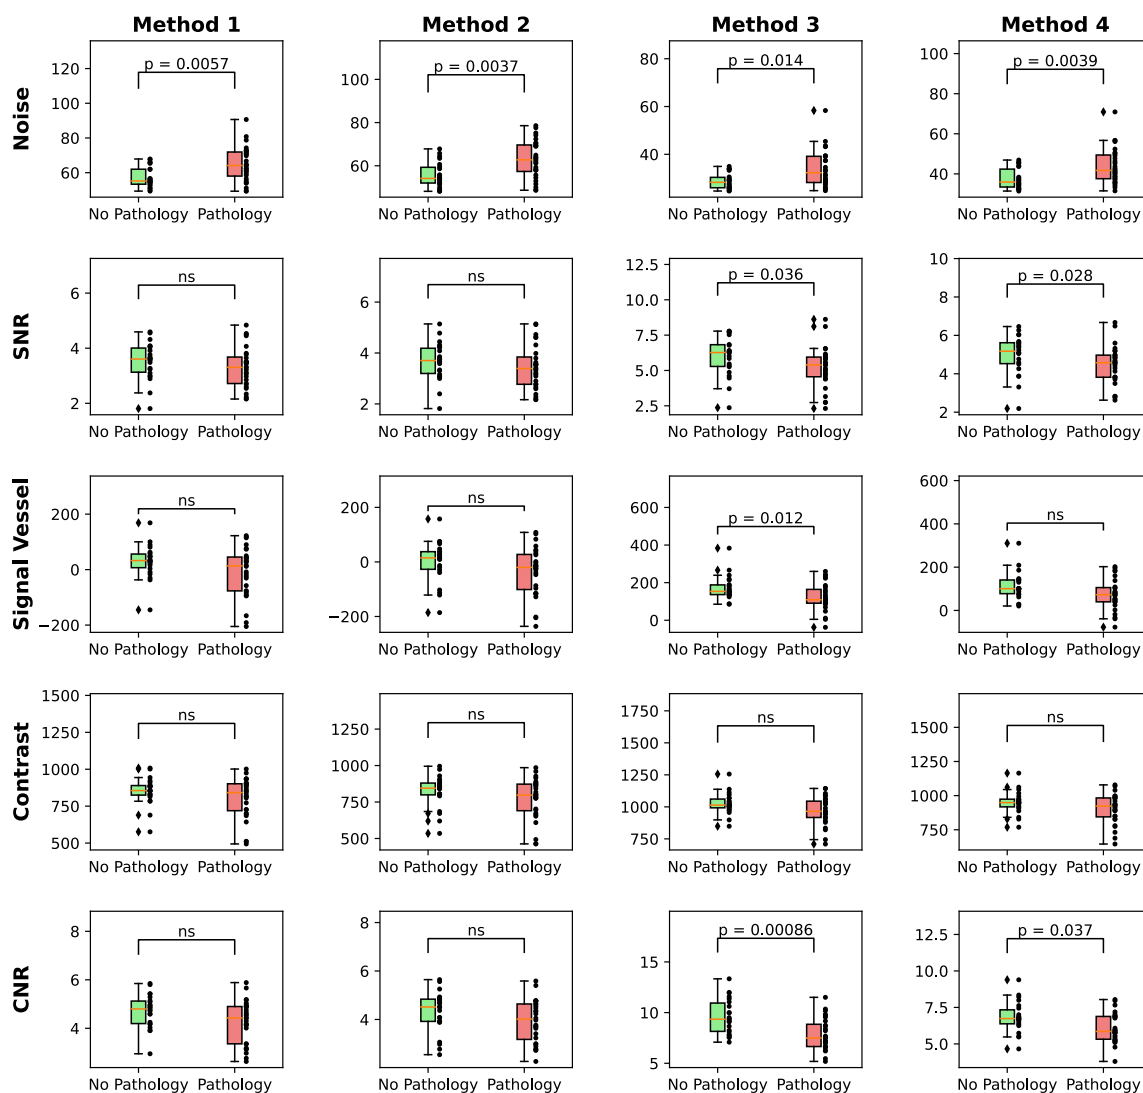 Method 1 Method 2 Method 3 Method 4
Noise
120
100
80
60
p = 0.0057
No Pathology Pathology
100
80
60
p = 0.0037
No Pathology Pathology
80
60
40
p = 0.014
No Pathology Pathology
100
80
60
40
p = 0.0039
No Pathology Pathology
SNR
6
4
2
ns
No Pathology Pathology
6
4
2
ns
No Pathology Pathology
12.5
10.0
7.5
5.0
2.5
p = 0.036
No Pathology Pathology
10
8
6
4
2
p = 0.028
No Pathology Pathology
Signal Vessel
200
0
−200
ns
No Pathology Pathology
200
0
−200
ns
No Pathology Pathology
600
400
200
0
p = 0.012
No Pathology Pathology
600
400
200
0
ns
No Pathology Pathology
Contrast
1500
1250
1000
750
500
ns
No Pathology Pathology
1250
1000
750
500
ns
No Pathology Pathology
1750
1500
1250
1000
750
ns
No Pathology Pathology
1500
1250
1000
750
ns
No Pathology Pathology
CNR
8
6
4
ns
No Pathology Pathology
8
6
4
ns
No Pathology Pathology
15
10
5
p = 0.00086
No Pathology Pathology
12.5
10.0
7.5
5.0
p = 0.037
No Pathology Pathology